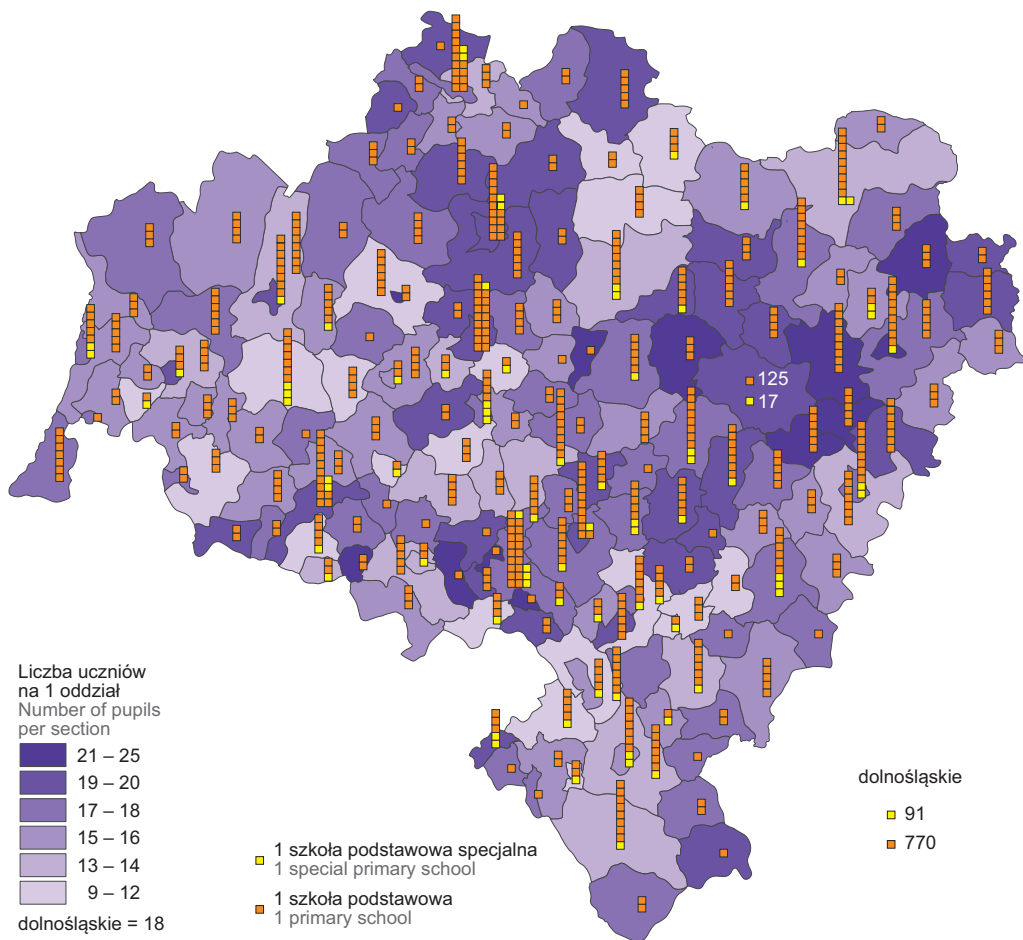 125
17
Liczba uczniów
na 1 oddział
Number of pupils
per section
21 – 25
19 – 20
17 – 18
15 – 16
13 – 14
9 – 12
dolnośląskie = 18
1 szkoła podstawowa specjalna
1 special primary school
1 szkoła podstawowa
1 primary school
dolnośląskie
91
770